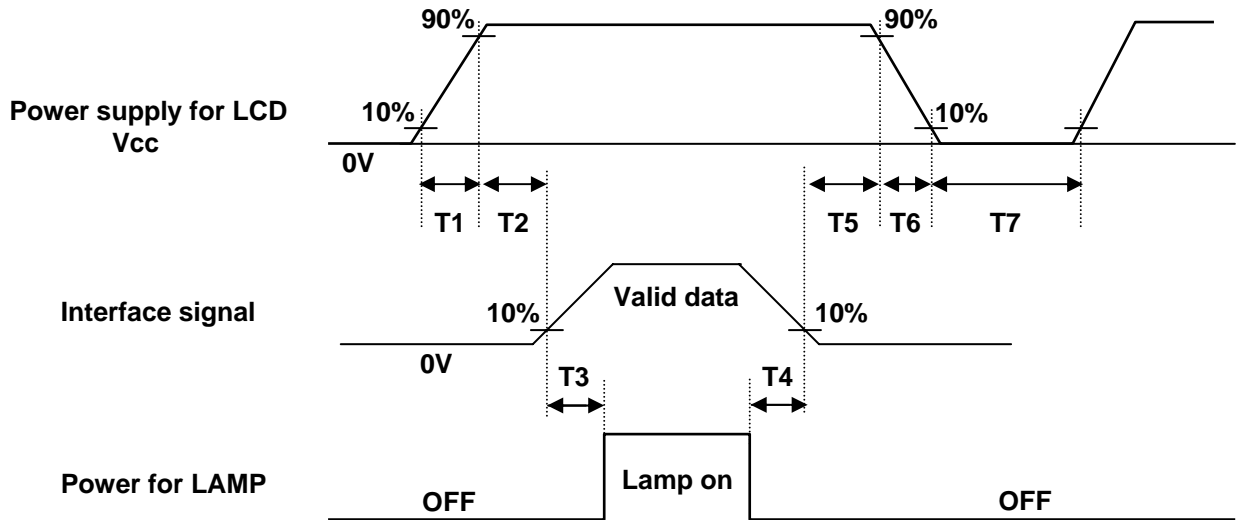 90%
90%
Power supply for LCD
Vcc
10%
10%
0V
T1
T2
T5
T6
T7
Interface signal
Valid data
10%
10%
0V
T3
T4
Power for LAMP
Lamp on
OFF
OFF